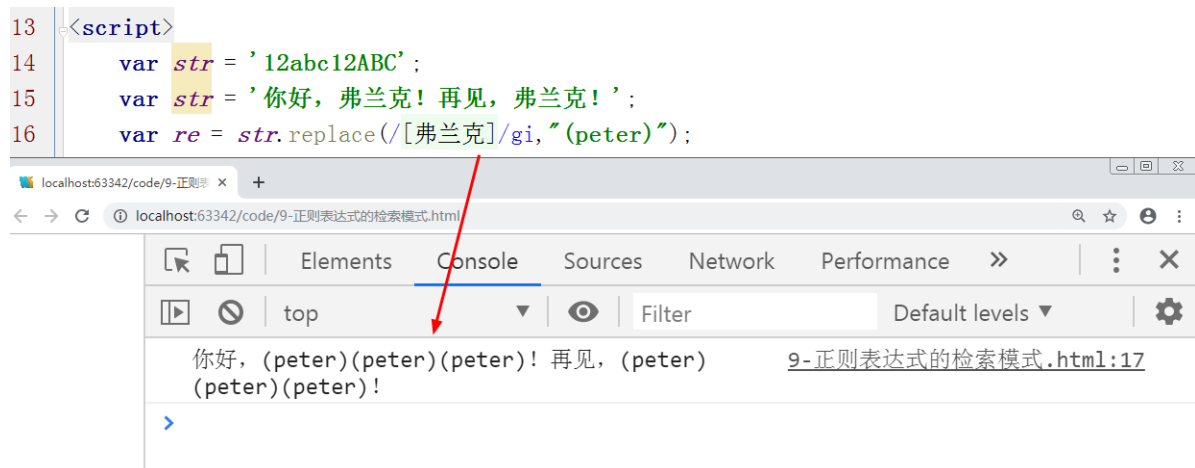 13 <script>
14 var str = '12abc12ABC';
15 var str = '你好，弗兰克！再见，弗兰克！';
16 var re = str.replace(/[弗兰克]/gi,"(peter)");
localhost:63342/code/9-正则表
localhost:63342/code/9-正则表达式的检索模式.html
Elements Console Sources Network Performance
top Filter Default levels
你好，(peter)(peter)(peter)！再见，(peter) 9-正则表达式的检索模式.html:17
(peter)(peter)！